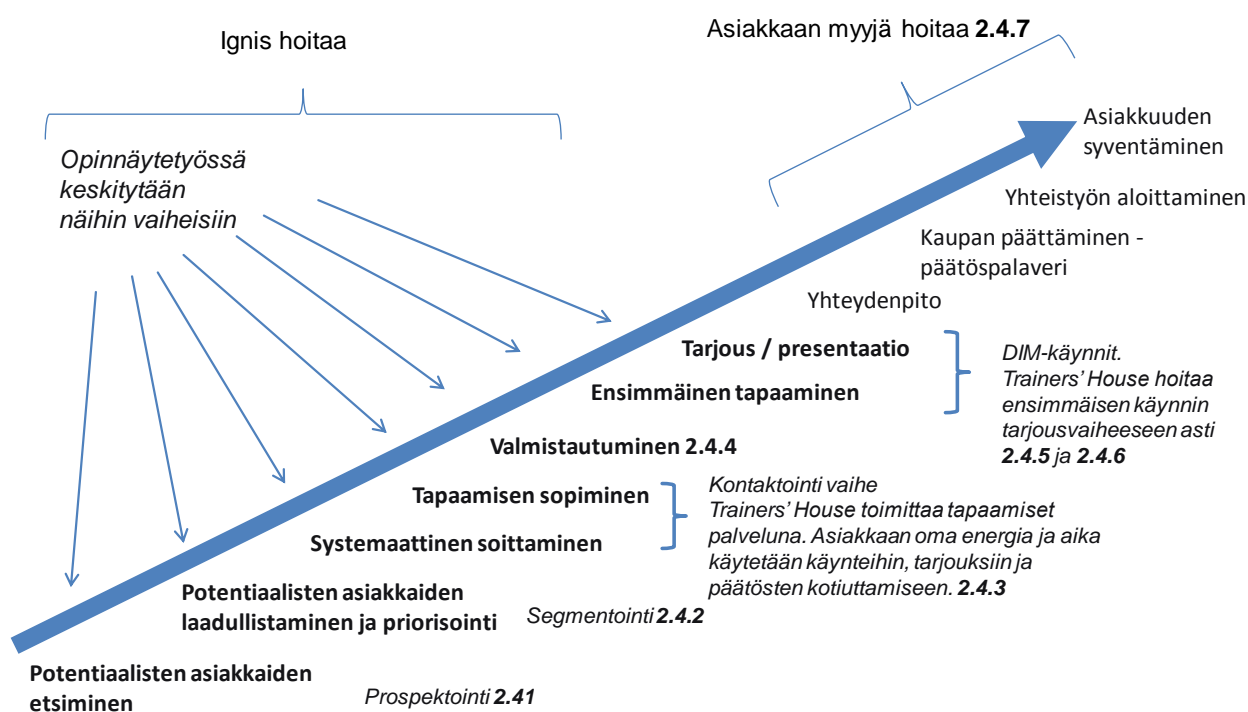 Ignis hoitaa
Asiakkaan myyjä hoitaa 2.4.7
Opinnäytetyössä
keskitytään
näihin vaiheisiin
Asiakkuuden
syventäminen
Yhteistyön aloittaminen
Kaupan päättäminen -
päätöspalaveri
Yhteydenpito
Tarjous / presentaatio
Ensimmäinen tapaaminen
DIM-käynnit.
Trainers' House hoitaa
ensimmäisen käynnin
tarjousvaiheeseen asti
2.4.5 ja 2.4.6
Valmistautuminen 2.4.4
Tapaamisen sopiminen
Systemaattinen soittaminen
Kontaktointi vaihe
Trainers' House toimittaa tapaamiset
palveluna. Asiakkaan oma energia ja aika
käytetään käynteihin, tarjouksiin ja
päätösten kotiuttamiseen. 2.4.3
Potentiaalisten asiakkaiden
laadullistaminen ja priorisointi
Segmentointi 2.4.2
Potentiaalisten asiakkaiden
etsiminen
Prospektointi 2.41